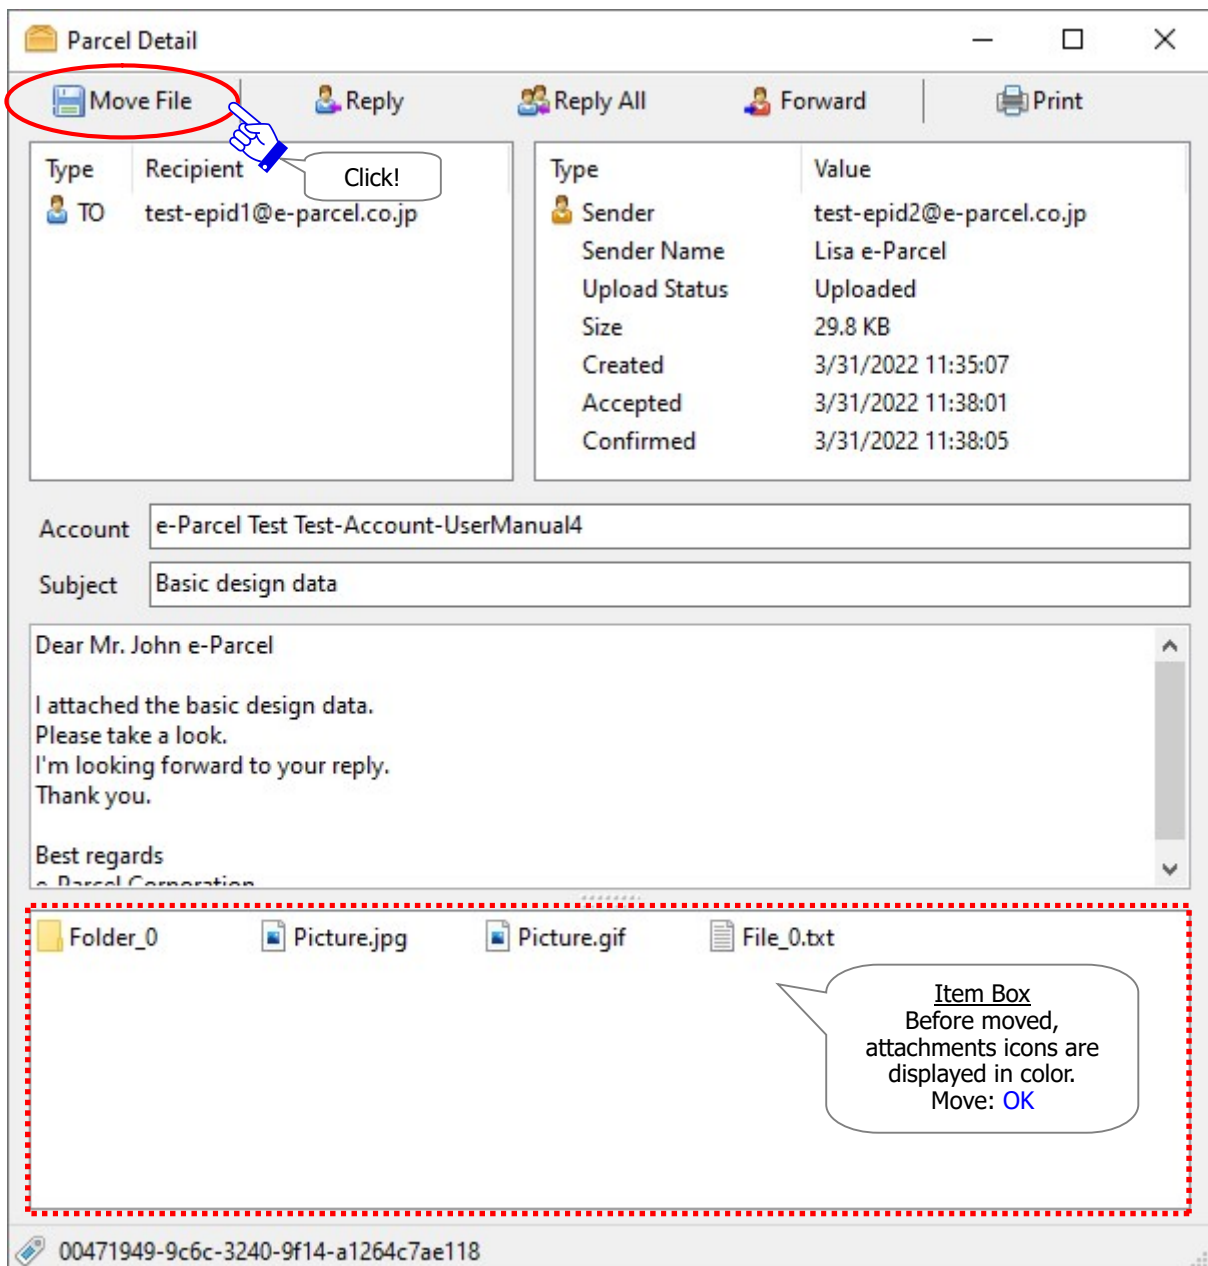 Parcel Detail
Move File Reply Reply All Forward Print
Click!
Type Recipient
TO test-epid1@e-parcel.co.jp
Type Value
Sender test-epid2@e-parcel.co.jp
Sender Name Lisa e-Parcel
Upload Status Uploaded
Size 29.8 KB
Created 3/31/2022 11:35:07
Accepted 3/31/2022 11:38:01
Confirmed 3/31/2022 11:38:05
Account e-Parcel Test Test-Account-UserManual4
Subject Basic design data
Dear Mr. John e-Parcel
I attached the basic design data.
Please take a look.
I'm looking forward to your reply.
Thank you.
Best regards
e-Parcel Corporation
Folder_0 Picture.jpg Picture.gif File_0.txt
Item Box
Before moved,
attachments icons are
displayed in color.
Move: OK
00471949-9c6c-3240-9f14-a1264c7ae118